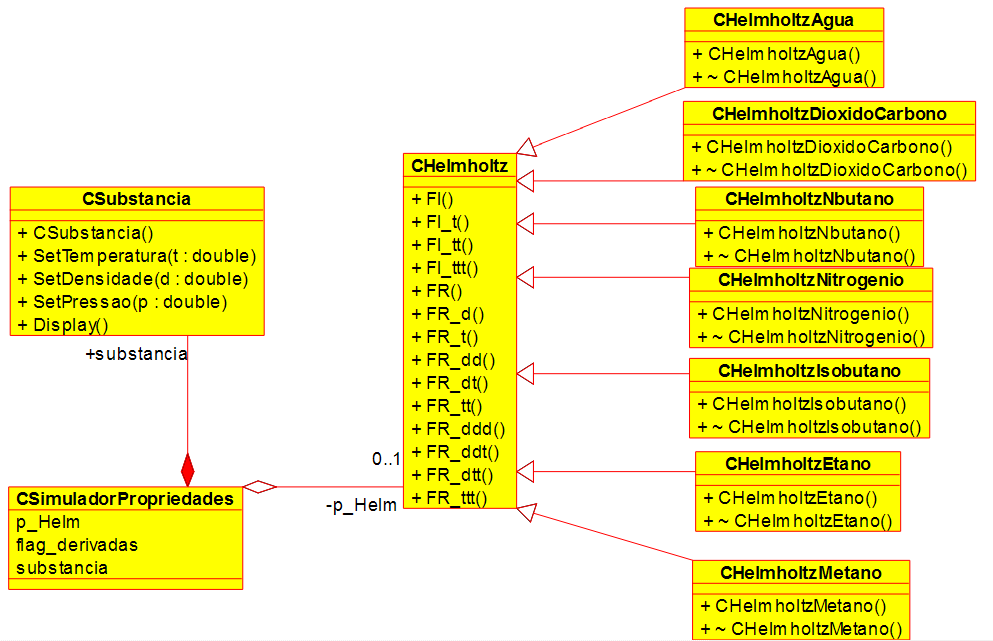 CHelmholtzAgua
+ CHelmholtzAgua()
+ ~ CHelmholtzAgua()
CHelmholtzDioxidoCarbono
+ CHelmholtzDioxidoCarbono()
+ ~ CHelmholtzDioxidoCarbono()
CHelmholtz
+ FI()
+ FI_t()
+ FI_tt()
+ FI_ttt()
+ FR()
+ FR_d()
+ FR_t()
+ FR_dd()
+ FR_dt()
+ FR_tt()
+ FR_ddd()
+ FR_ddt()
+ FR_dtt()
+ FR_ttt()
CSubstancia
+ CSubstancia()
+ SetTemperatura(t : double)
+ SetDensidade(d : double)
+ SetPressao(p : double)
+ Display()
+substancia
CHelmholtzNbutano
+ CHelmholtzNbutano()
+ ~ CHelmholtzNbutano()
CHelmholtzNitrogenio
+ CHelmholtzNitrogenio()
+ ~ CHelmholtzNitrogenio()
CHelmholtzIsobutano
+ CHelmholtzIsobutano()
+ ~ CHelmholtzIsobutano()
0..1
-p_Helm
CSimuladorPropriedades
p_Helm
flag_derivadas
substancia
CHelmholtzEtano
+ CHelmholtzEtano()
+ ~ CHelmholtzEtano()
CHelmholtzMetano
+ CHelmholtzMetano()
+ ~ CHelmholtzMetano()